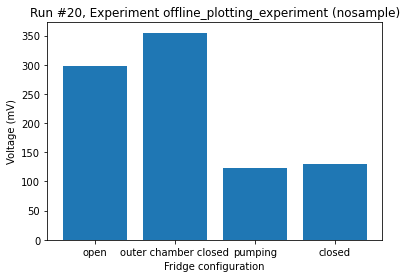 Run #20, Experiment offline_plotting_experiment (nosample)
350
300
250
200
150
100
50
0
Voltage (mV)
open outer chamber closed pumping closed
Fridge configuration